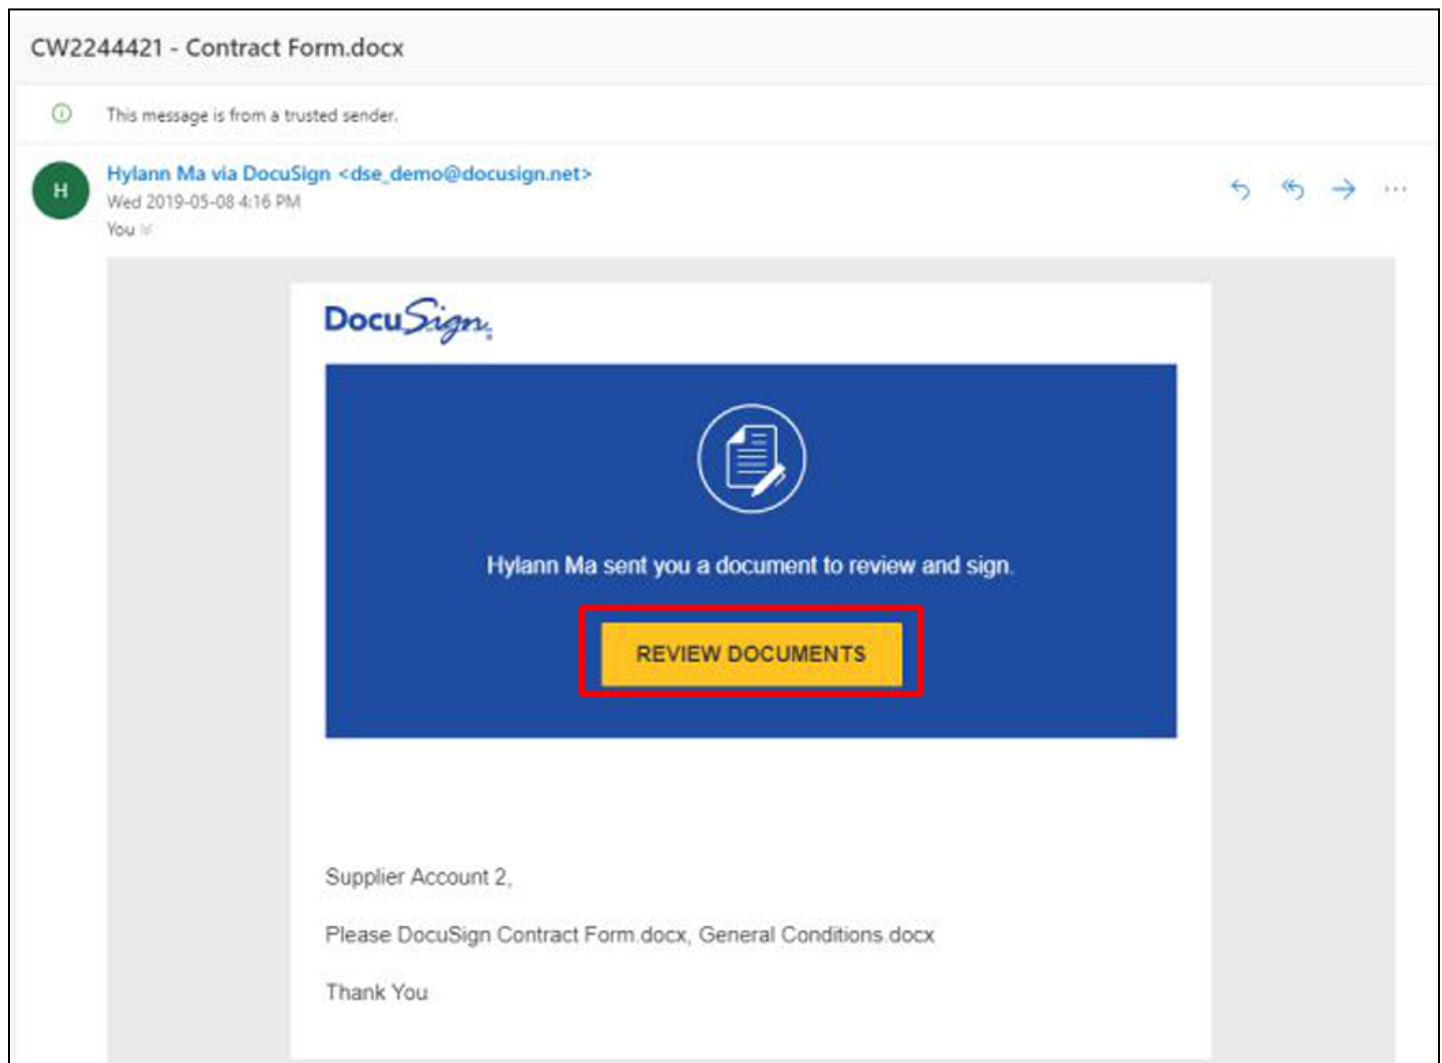 CW2244421 - Contract Form.docx
This message is from a trusted sender.
H
Hylann Ma via DocuSign <dse_demo@docusign.net>
Wed 2019-05-08 4:16 PM
You
DocuSign
Hylann Ma sent you a document to review and sign.
REVIEW DOCUMENTS
Supplier Account 2,
Please DocuSign Contract Form.docx, General Conditions.docx
Thank You